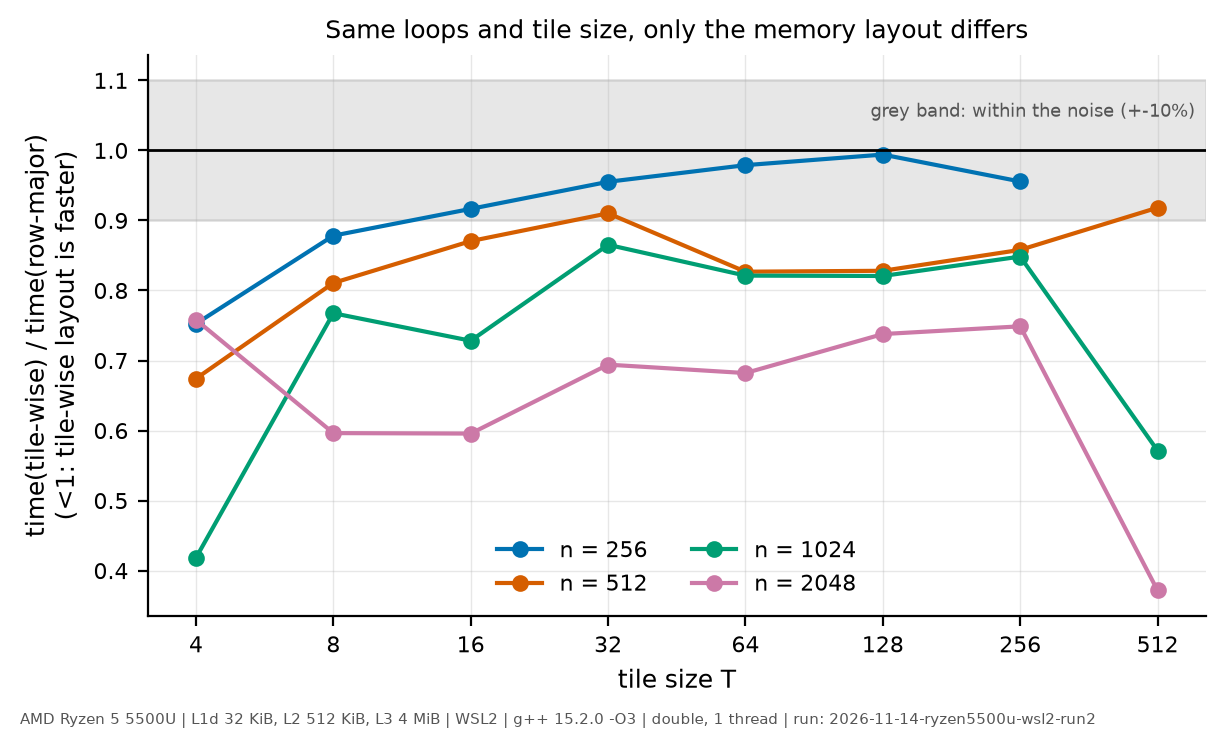 Same loops and tile size, only the memory layout differs
time(tile-wise) / time(row-major)
(<1: tile-wise layout is faster)
1.1
1.0
0.9
0.8
0.7
0.6
0.5
0.4
grey band: within the noise (+-10%)
n = 256
n = 512
n = 1024
n = 2048
4 8 16 32 64 128 256 512
tile size T
AMD Ryzen 5 5500U | L1d 32 KiB, L2 512 KiB, L3 4 MiB | WSL2 | g++ 15.2.0 -O3 | double, 1 thread | run: 2026-11-14-ryzen5500u-wsl2-run2